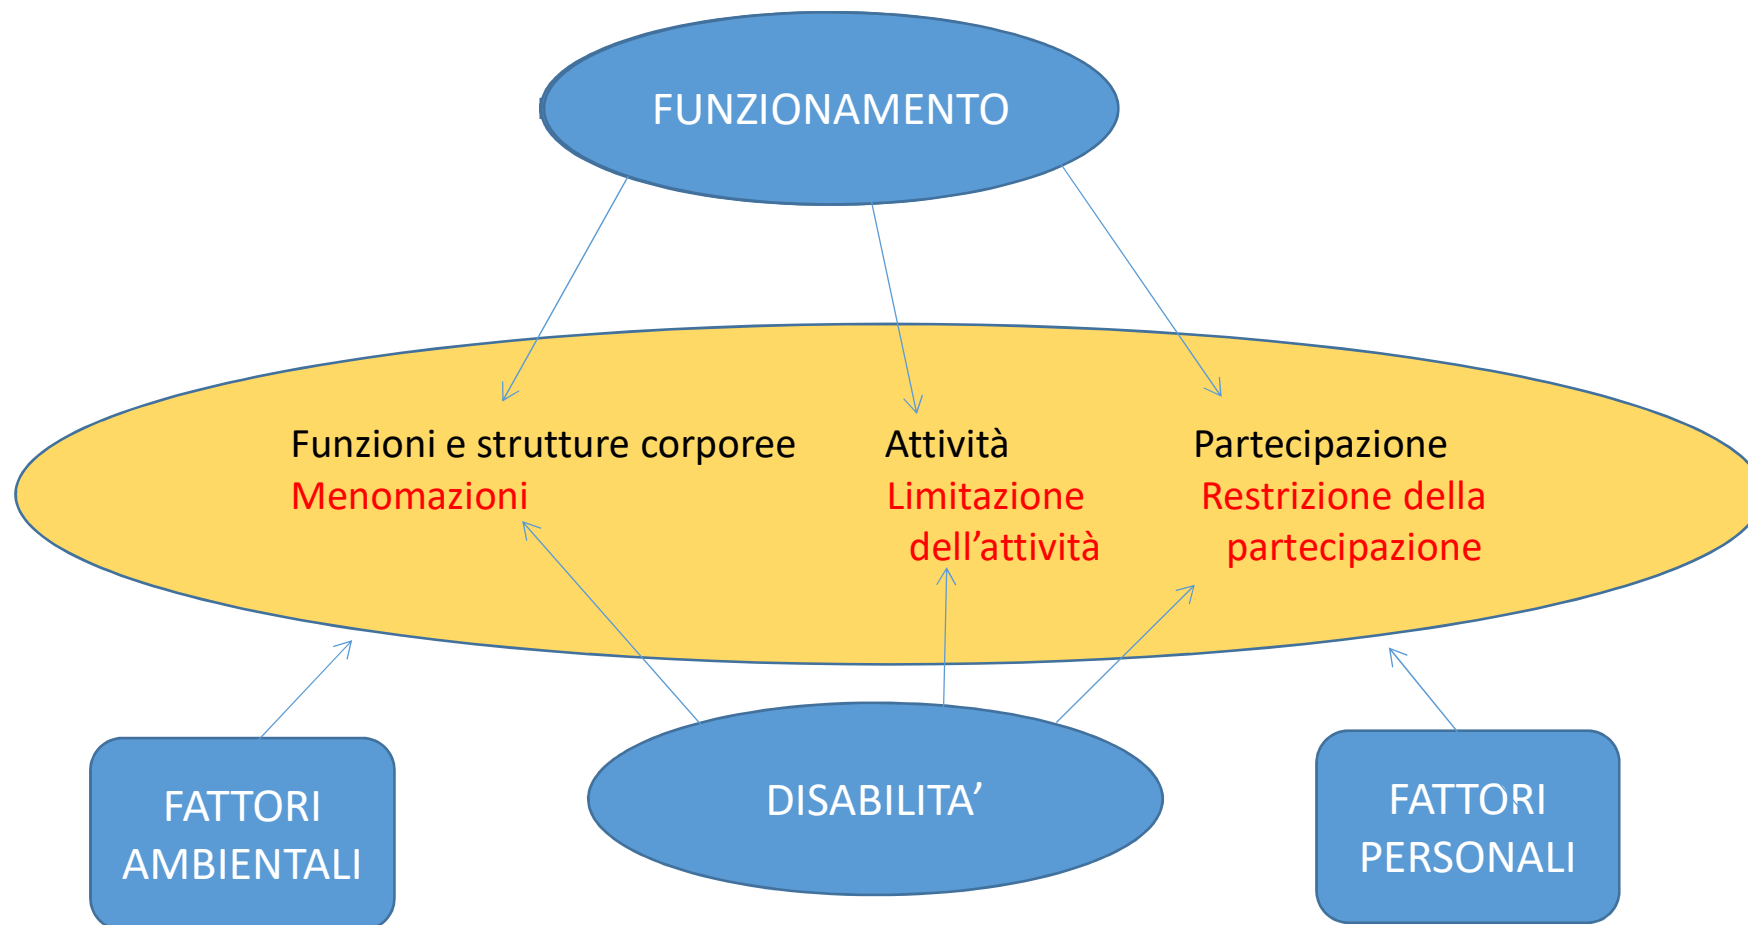 FUNZIONAMENTO
Funzioni e strutture corporee
Attività
Partecipazione
Menomazioni
Limitazione
dell’attività
Restrizione della
partecipazione
FATTORI
AMBIENTALI
DISABILITA’
FATTORI
PERSONALI